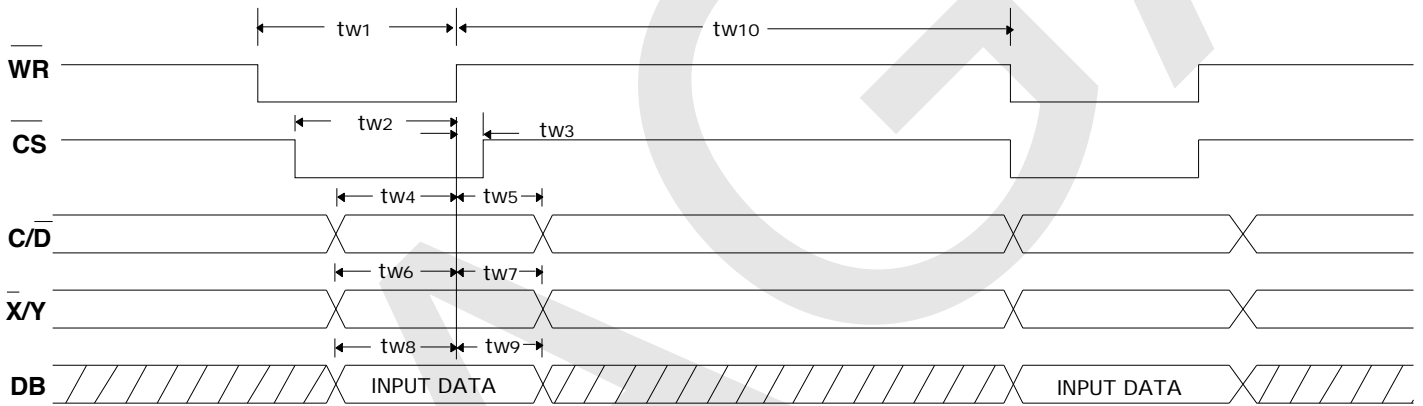 tw1
tw10
WR
tw2
tw3
CS
tw4
tw5
C/D
tw6
tw7
X/Y
tw8
tw9
DB
INPUT DATA
INPUT DATA